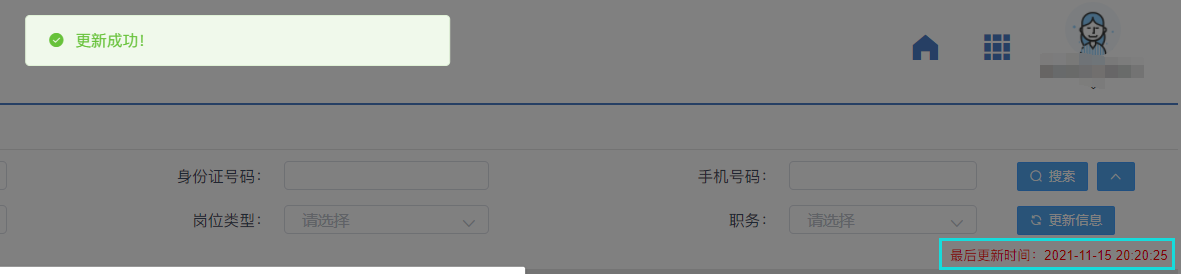 更新成功!
身份证号码：
手机号码：
搜索
岗位类型：
请选择
职务：
请选择
更新信息
最后更新时间：2021-11-15 20:20:25